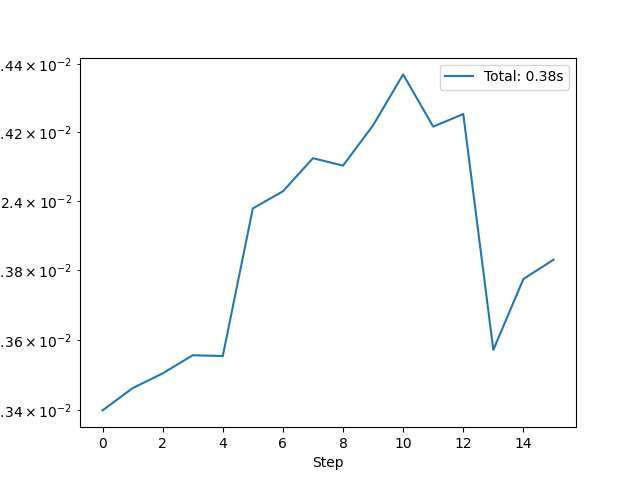 .44 × 10⁻²
.42 × 10⁻²
2.4 × 10⁻²
.38 × 10⁻²
.36 × 10⁻²
.34 × 10⁻²
Total: 0.38s
0 2 4 6 8 10 12 14
Step